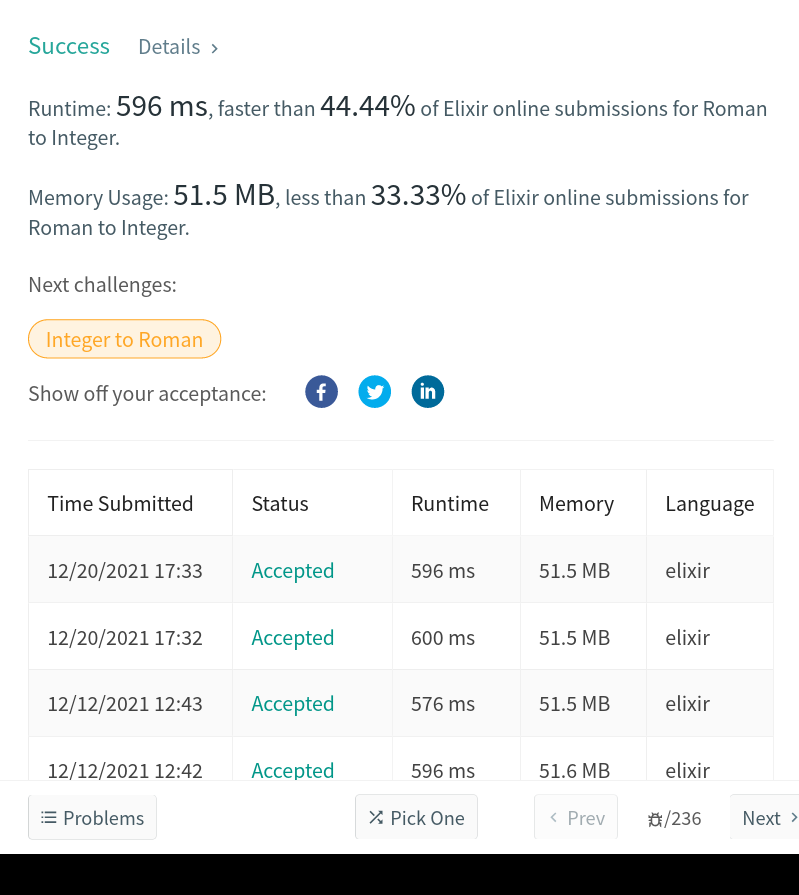 Success Details ›
Runtime: 596 ms, faster than 44.44% of Elixir online submissions for Roman
to Integer.
Memory Usage: 51.5 MB, less than 33.33% of Elixir online submissions for
Roman to Integer.
Next challenges:
Integer to Roman
Show off your acceptance:
Time Submitted Status Runtime Memory Language
12/20/2021 17:33 Accepted 596 ms 51.5 MB elixir
12/20/2021 17:32 Accepted 600 ms 51.5 MB elixir
12/12/2021 12:43 Accepted 576 ms 51.5 MB elixir
12/12/2021 12:42 Accepted 596 ms 51.6 MB elixir
Problems Pick One ‹ Prev /236 Next ›